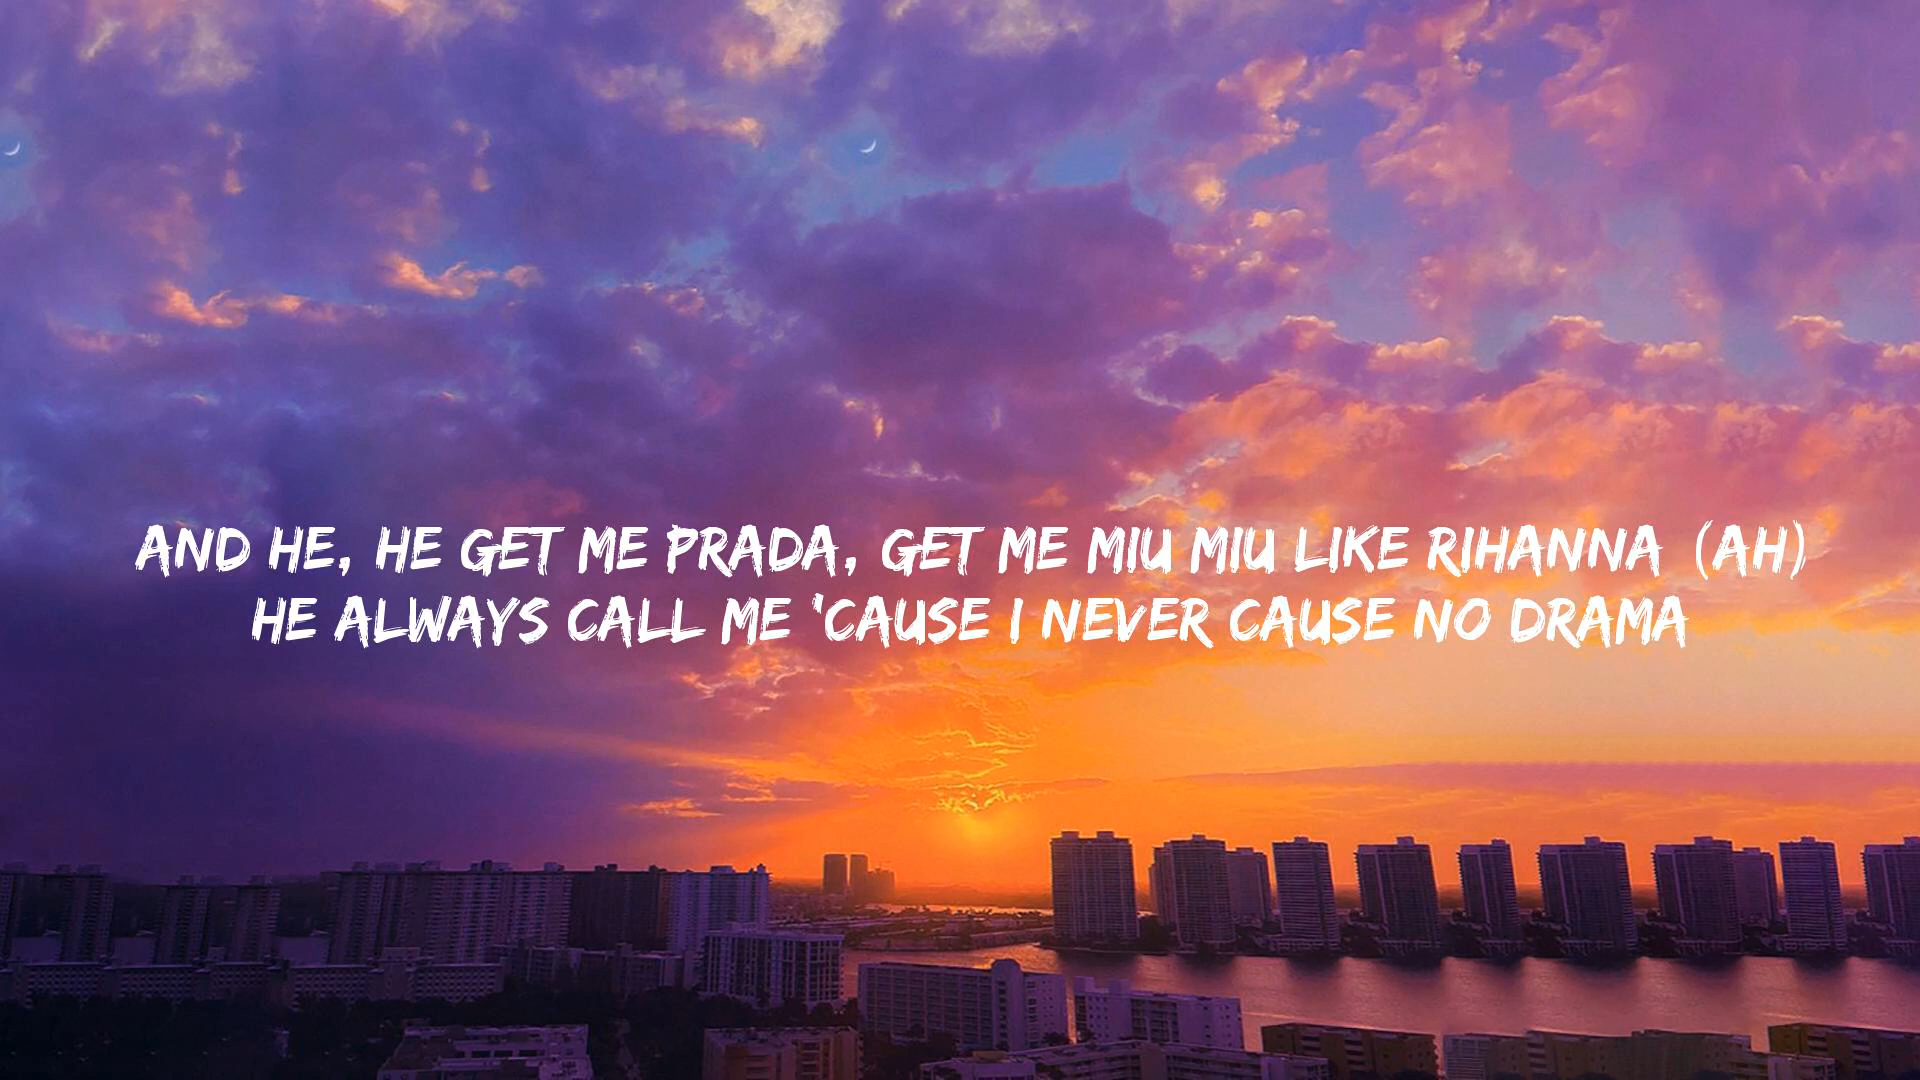 AND HE, HE GET ME PRADA, GET ME MIU MIU LIKE RIHANNA (AH)
HE ALWAYS CALL ME 'CAUSE I NEVER CAUSE NO DRAMA